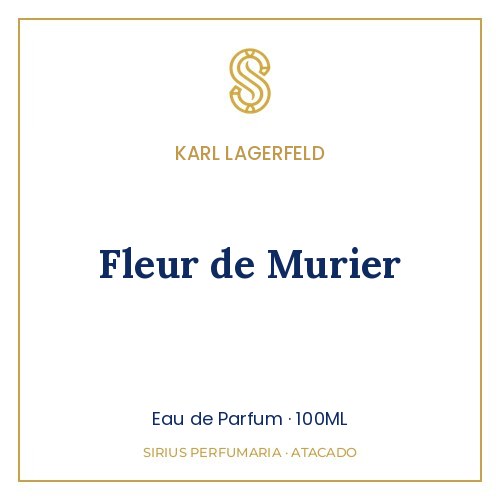 KARL LAGERFELD
Fleur de Murier
Eau de Parfum · 100ML
SIRIUS PERFUMARIA · ATACADO